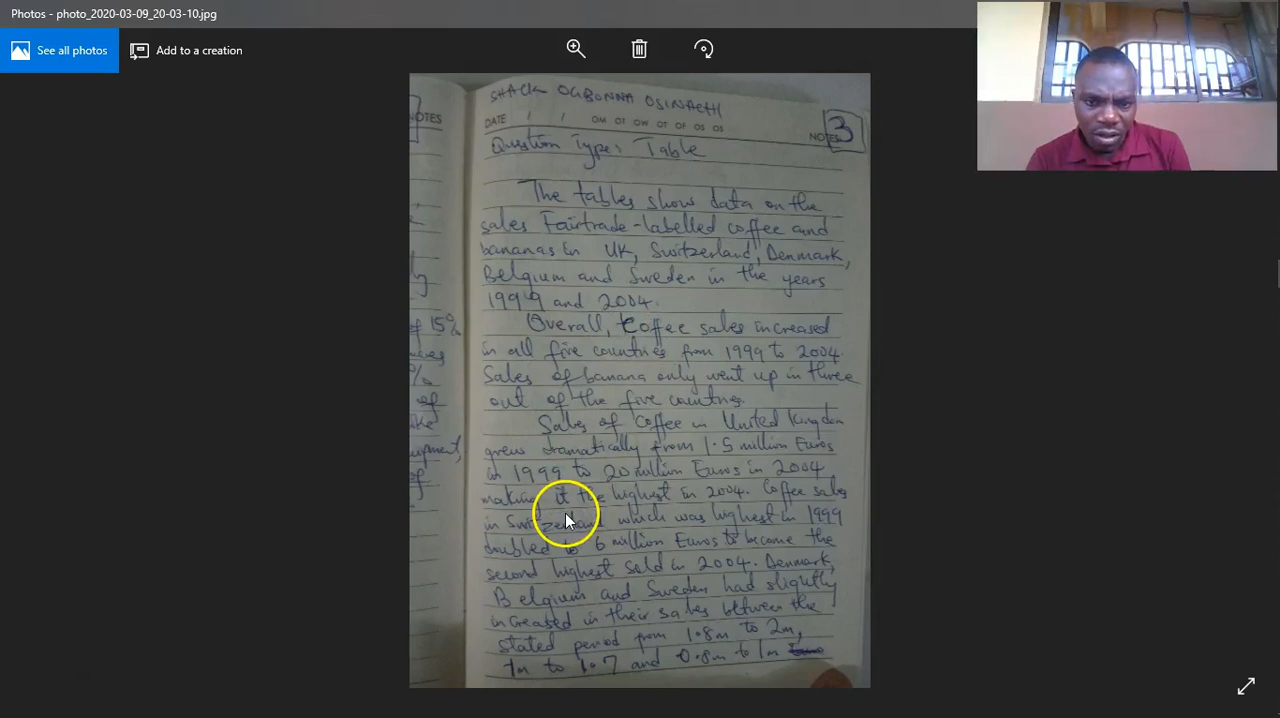 Photos - photo_2020-03-09_20-03-10.jpg
See all photos
Add to a creation
SHACK OGBONNA OSINACHI
NOTES
DATE / /
NOTES
3
Question Type: Table
The tables show data on the
sales Fairtrade-labelled coffee and
bananas in UK, Switzerland, Denmark,
Belgium and Sweden in the years
1999 and 2004.
Overall, Coffee sales increased
in all five countries from 1999 to 2004.
Sales of banana only went up in three
out of the five countries.
Sales of Coffee in United Kingdom
grew dramatically from 1.5 million Euros
in 1999 to 20 million Euros in 2004
making it the highest in 2004. Coffee sales
in Switzerland which was highest in 1999
doubled to 6 million Euros to become the
second highest sold in 2004. Denmark,
Belgium and Sweden had slightly
increased in their sales between the
stated period from 1.8m to 2m,
1m to 1.7 and 0.8m to 1m
of 15%
%
of
of